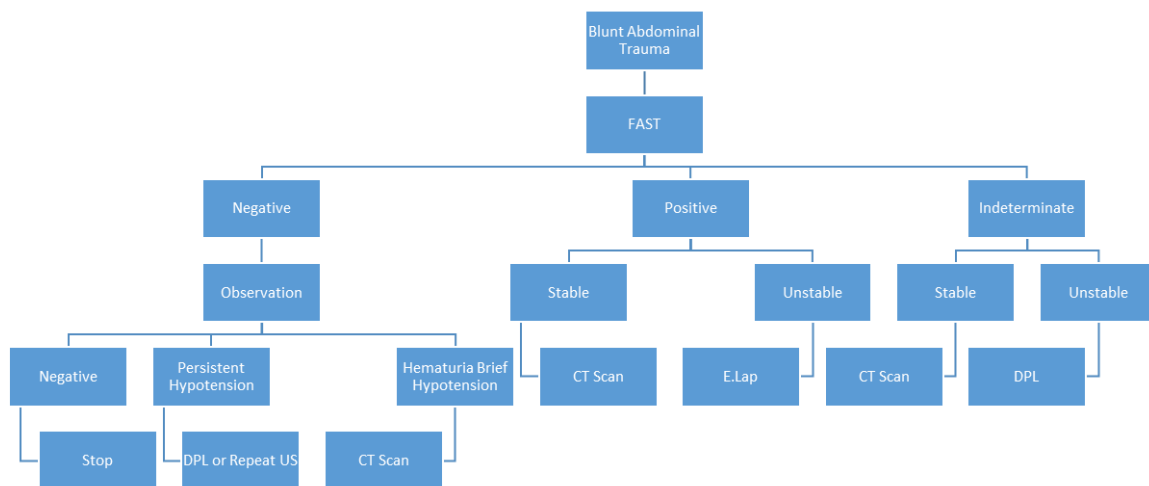 Blunt Abdominal
Trauma
FAST
Negative
Positive
Indeterminate
Observation
Stable
Unstable
Stable
Unstable
Negative
Persistent
Hypotension
Hematuria Brief
Hypotension
CT Scan
E.Lap
CT Scan
DPL
Stop
DPL or Repeat US
CT Scan